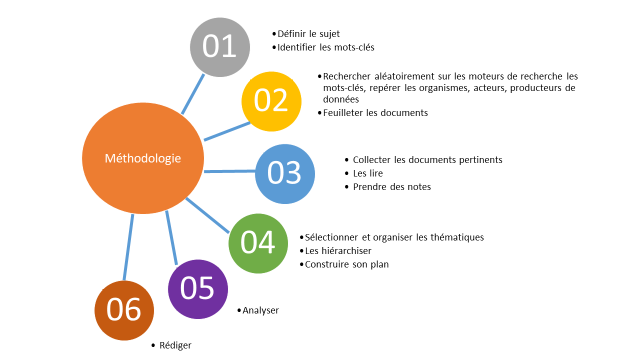 01
• Définir le sujet
• Identifier les mots-clés
02
• Rechercher aléatoirement sur les moteurs de recherche les
mots-clés, repérer les organismes, acteurs, producteurs de
données
• Feuilleter les documents
Méthodologie
03
• Collecter les documents pertinents
• Les lire
• Prendre des notes
04
• Sélectionner et organiser les thématiques
• Les hiérarchiser
• Construire son plan
05
• Analyser
06
• Rédiger